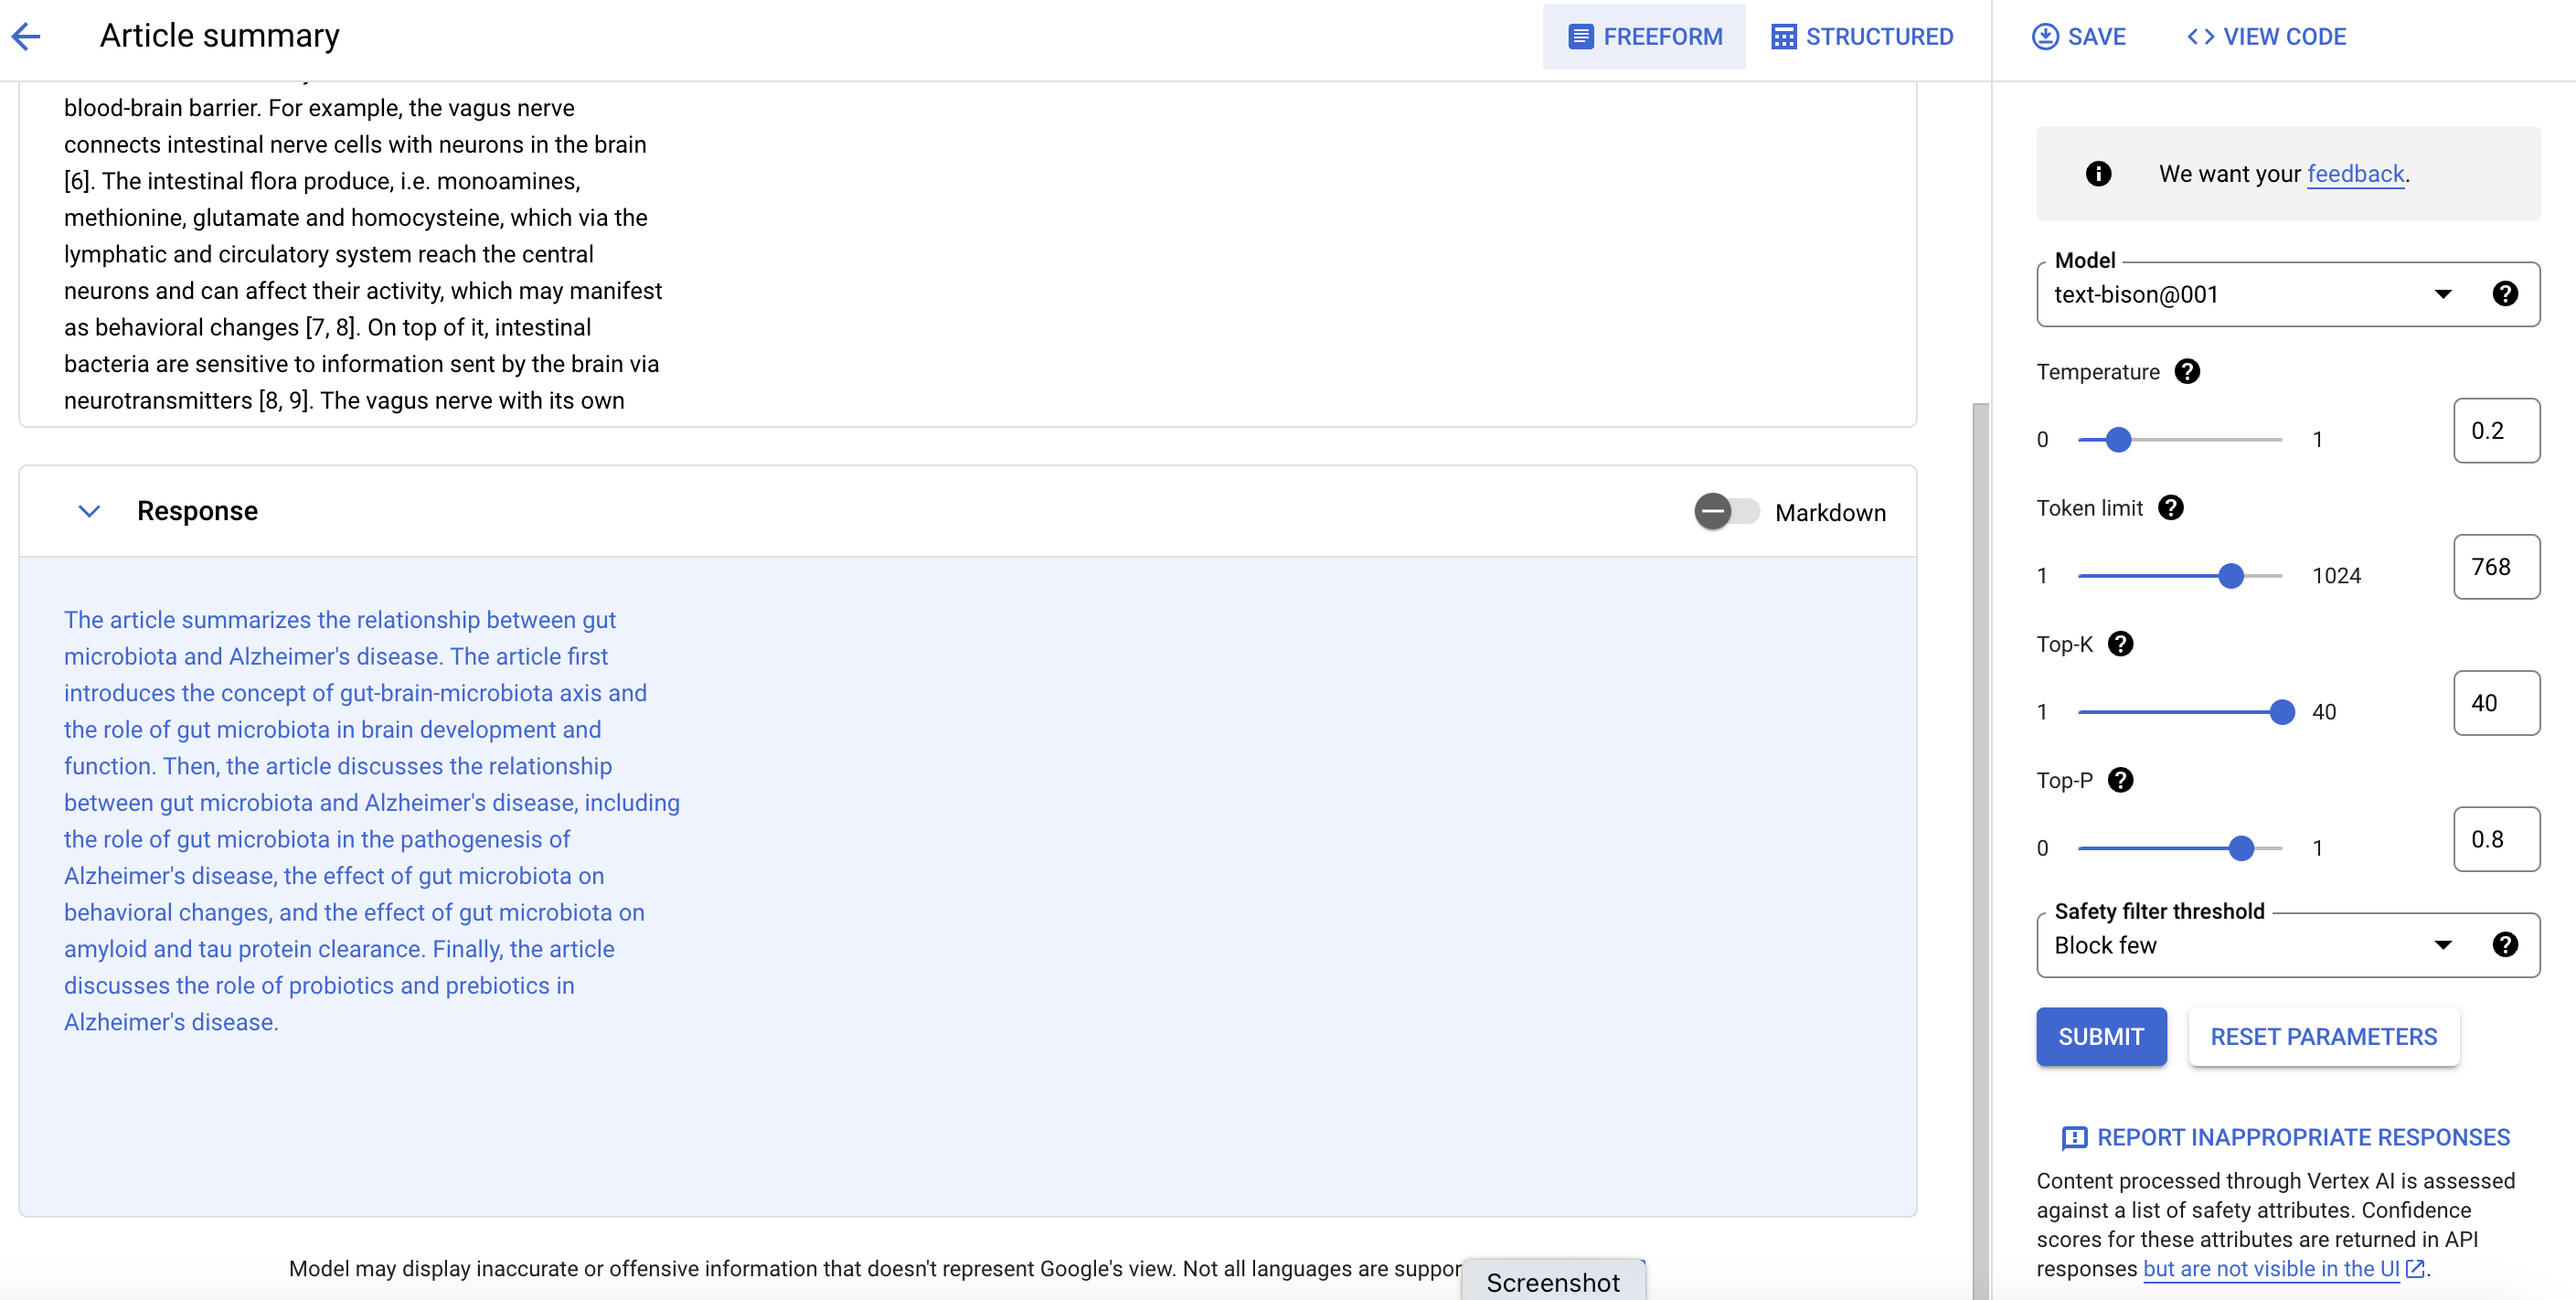 Article summary
FREEFORM
STRUCTURED
SAVE
VIEW CODE
blood-brain barrier. For example, the vagus nerve
connects intestinal nerve cells with neurons in the brain
[6]. The intestinal flora produce, i.e. monoamines,
methionine, glutamate and homocysteine, which via the
lymphatic and circulatory system reach the central
neurons and can affect their activity, which may manifest
as behavioral changes [7, 8]. On top of it, intestinal
bacteria are sensitive to information sent by the brain via
neurotransmitters [8, 9]. The vagus nerve with its own
Response
Markdown
The article summarizes the relationship between gut
microbiota and Alzheimer's disease. The article first
introduces the concept of gut-brain-microbiota axis and
the role of gut microbiota in brain development and
function. Then, the article discusses the relationship
between gut microbiota and Alzheimer's disease, including
the role of gut microbiota in the pathogenesis of
Alzheimer's disease, the effect of gut microbiota on
behavioral changes, and the effect of gut microbiota on
amyloid and tau protein clearance. Finally, the article
discusses the role of probiotics and prebiotics in
Alzheimer's disease.
Model may display inaccurate or offensive information that doesn't represent Google's view. Not all languages are suppor
Screenshot
We want your feedback.
Model
text-bison@001
Temperature
0 1 0.2
Token limit
1 1024 768
Top-K
1 40 40
Top-P
0 1 0.8
Safety filter threshold
Block few
SUBMIT
RESET PARAMETERS
REPORT INAPPROPRIATE RESPONSES
Content processed through Vertex AI is assessed
against a list of safety attributes. Confidence
scores for these attributes are returned in API
responses but are not visible in the UI.